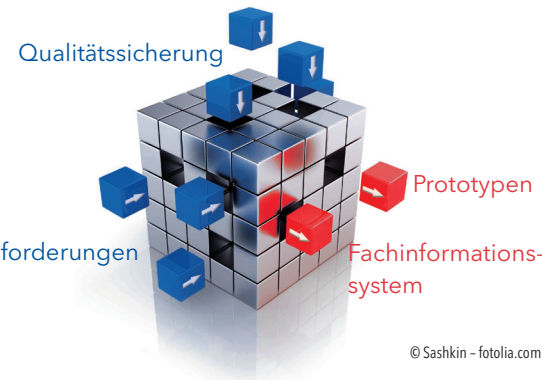 Qualitätssicherung
Prototypen
forderungen
Fachinformations-
system
© Sashkin – fotolia.com